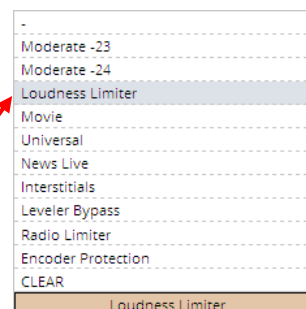 -
Moderate -23
Moderate -24
Loudness Limiter
Movie
Universal
News Live
Interstitials
Leveler Bypass
Radio Limiter
Encoder Protection
CLEAR
Loudness Limiter